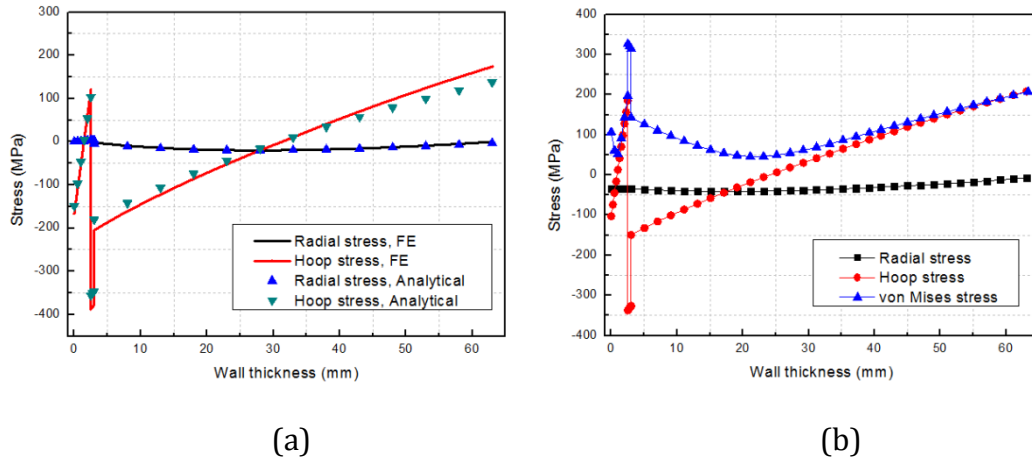 300
200
100
0
-100
-200
-300
-400
Stress (MPa)
0 10 20 30 40 50 60
Wall thickness (mm)
Radial stress, FE
Hoop stress, FE
Radial stress, Analytical
Hoop stress, Analytical
(a)
400
300
200
100
0
-100
-200
-300
400
Stress (MPa)
0 10 20 30 40 50 60
Wall thickness (mm)
Radial stress
Hoop stress
von Mises stress
(b)